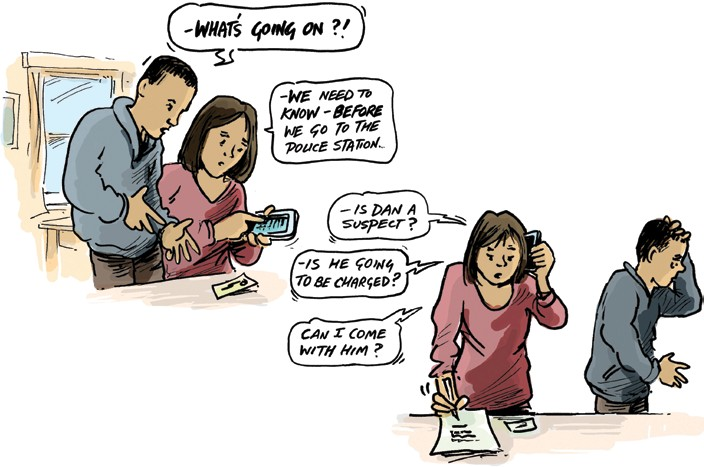 -WHAT'S GOING ON ?!
-WE NEED TO
KNOW - BEFORE
WE GO TO THE
POLICE STATION..
- IS DAN A
SUSPECT ?
-IS HE GOING
TO BE CHARGED?
CAN I COME
WITH HIM ?